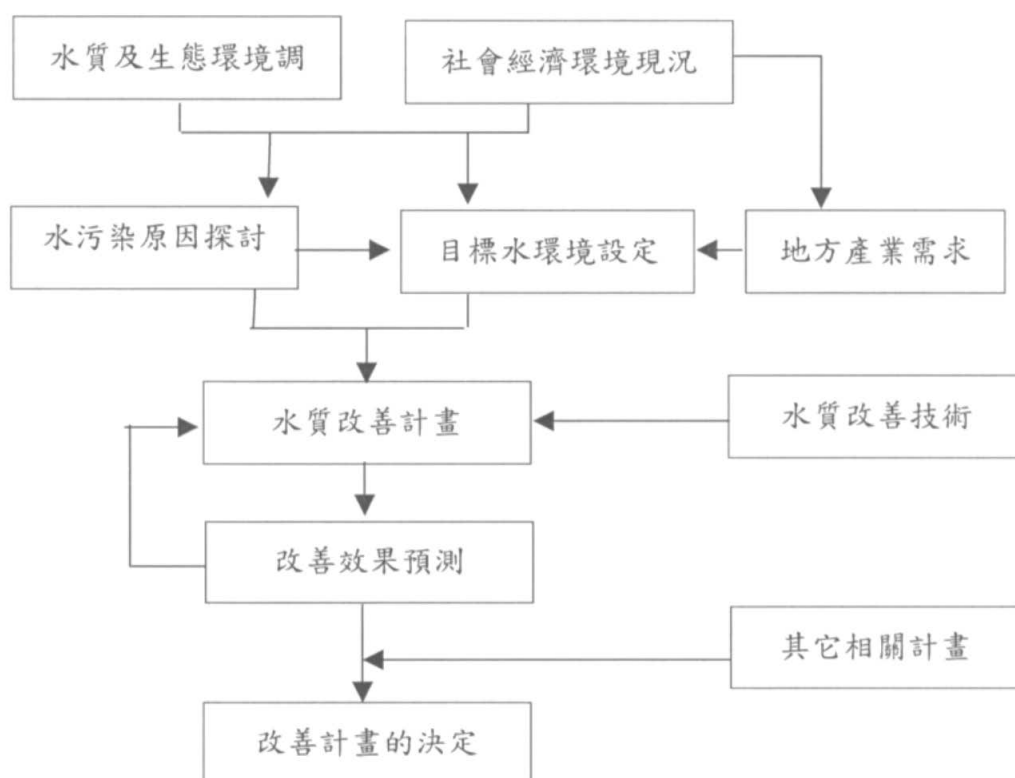 水質及生態環境調
社會經濟環境現況
水污染原因探討
目標水環境設定
地方產業需求
水質改善計畫
水質改善技術
改善效果預測
其它相關計畫
改善計畫的決定